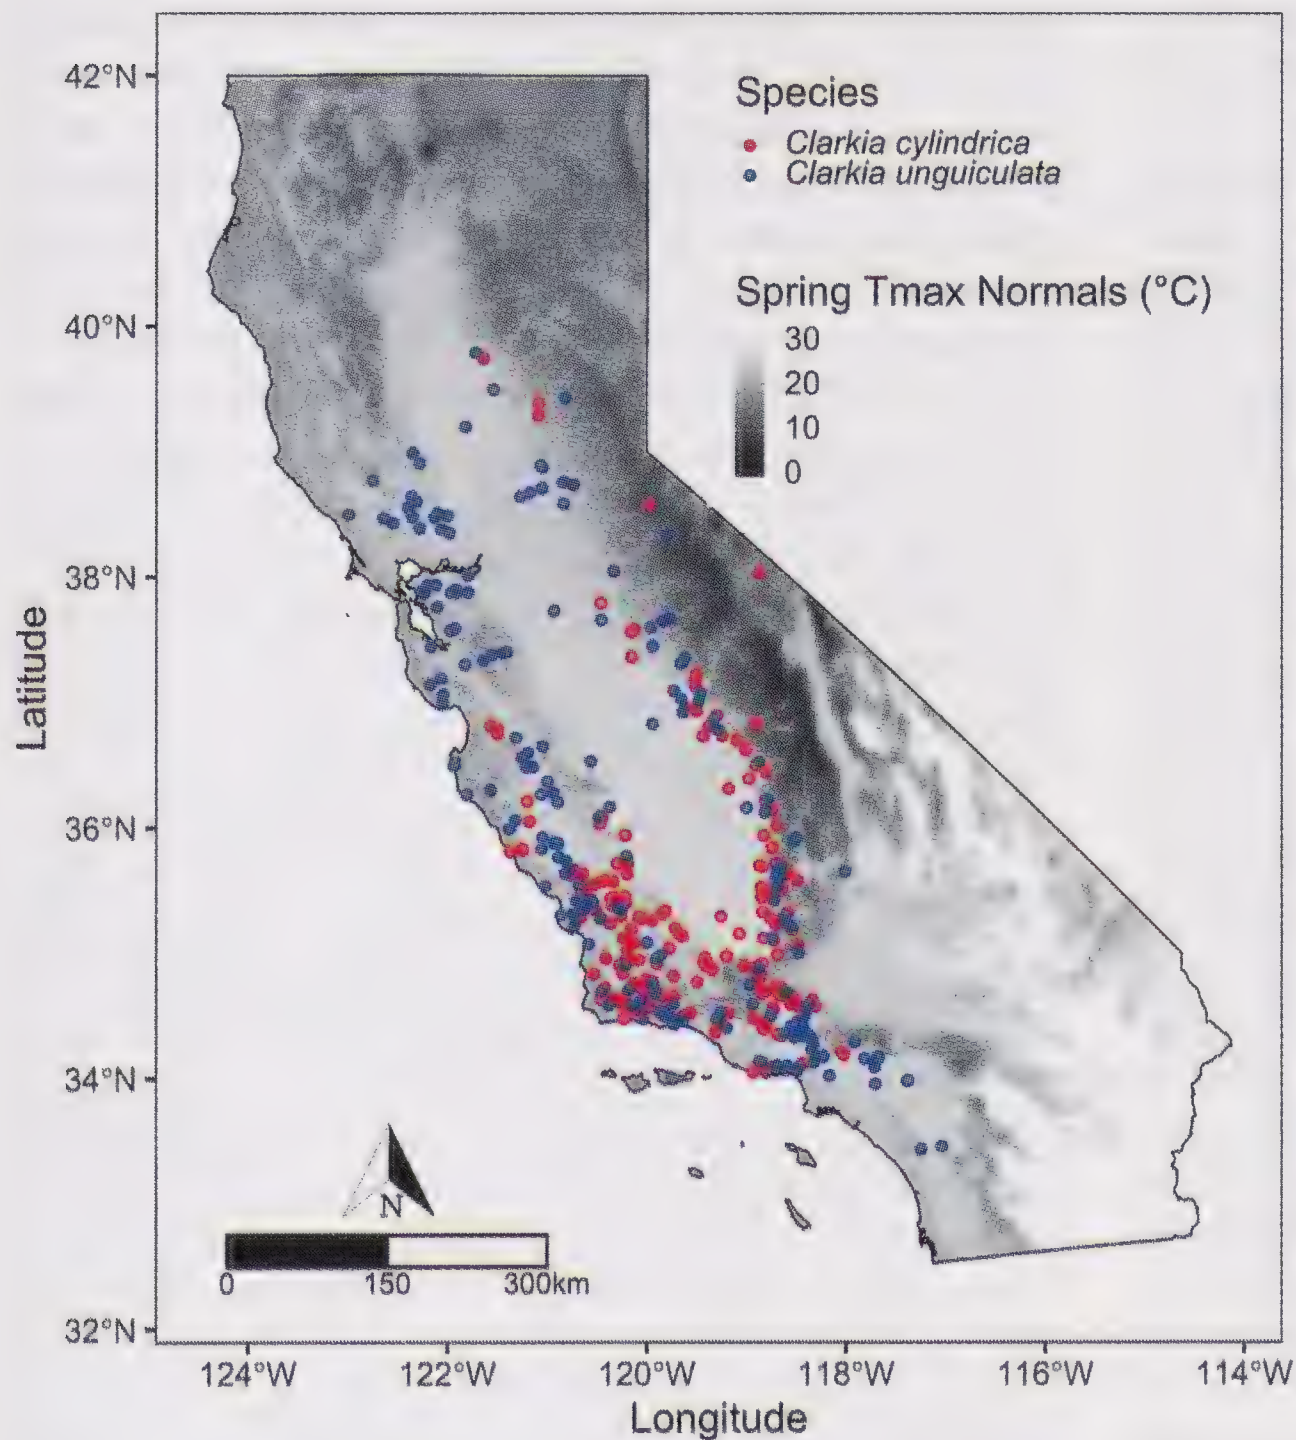 42°N
40°N
38°N
36°N
34°N
32°N
Latitude
Species
Clarkia cylindrica
Clarkia unguiculata
Spring Tmax Normals (°C)
30
20
10
0
N
0 150 300km
124°W 122°W 120°W 118°W 116°W 114°W
Longitude